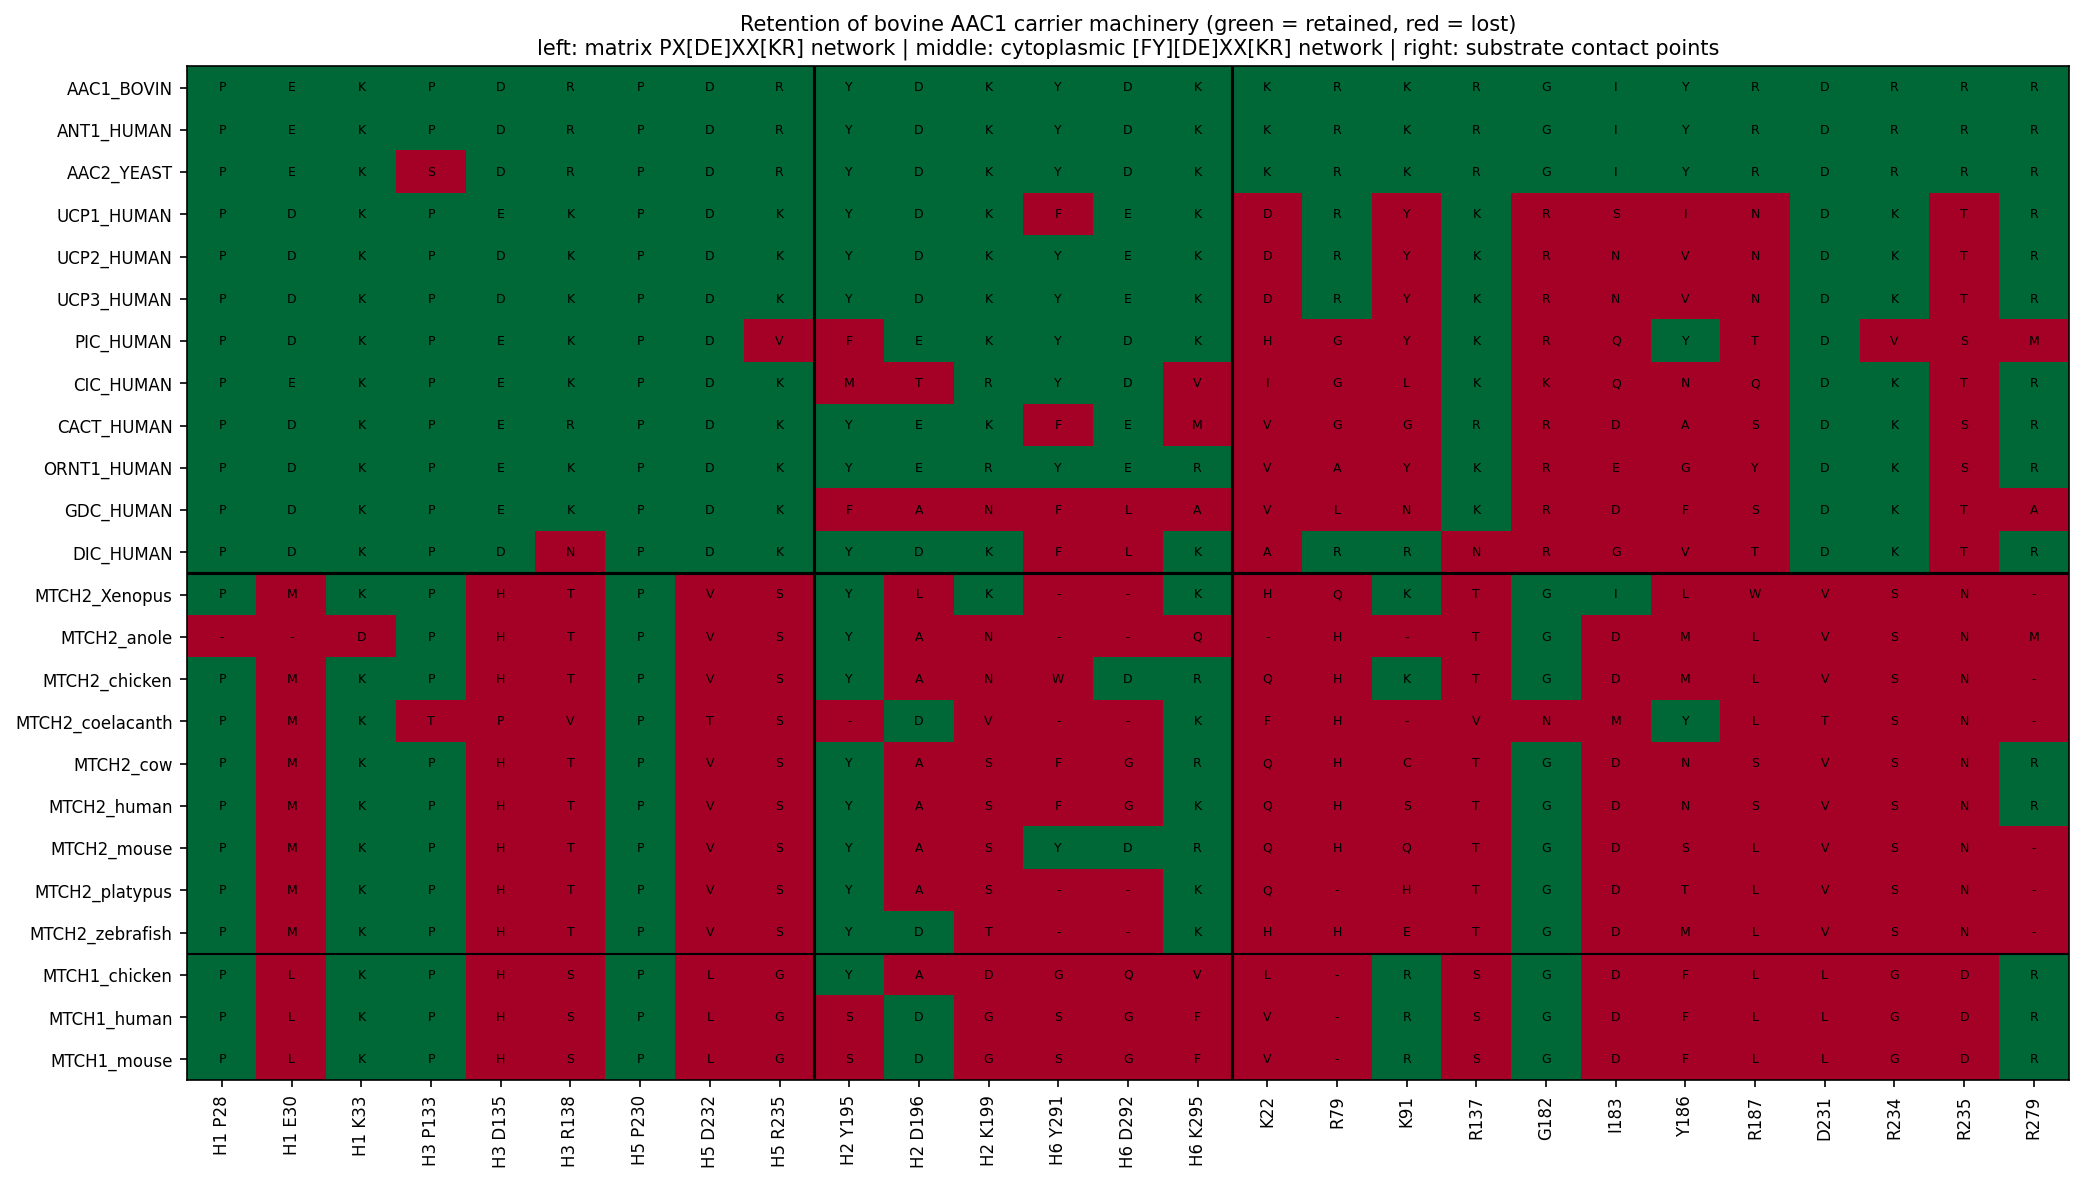 Retention of bovine AAC1 carrier machinery (green = retained, red = lost)
left: matrix PX[DE]XX[KR] network | middle: cytoplasmic [FY][DE]XX[KR] network | right: substrate contact points
AAC1_BOVIN P E K P D R P D R Y D K Y D K K R K R G I Y R D R R R
ANT1_HUMAN P E K P D R P D R Y D K Y D K K R K R G I Y R D R R R
AAC2_YEAST P E K S D R P D R Y D K Y D K K R K R G I Y R D R R R
UCP1_HUMAN P D K P E K P D K Y D K F E K D R Y K R S I N D K T R
UCP2_HUMAN P D K P D K P D K Y D K Y E K D R Y K R N V N D K T R
UCP3_HUMAN P D K P D K P D K Y D K Y E K D R Y K R N V N D K T R
PIC_HUMAN P D K P E K P D V F E K Y D K H G Y K R Q Y T D V S M
CIC_HUMAN P E K P E K P D K M T R Y D V I G L K K Q N Q D K T R
CACT_HUMAN P D K P E R P D K Y E K F E M V G G R R D A S D K S R
ORNT1_HUMAN P D K P E K P D K Y E R Y E R V A Y K R E G Y D K S R
GDC_HUMAN P D K P E K P D K F A N F L A V L N K R D F S D K T A
DIC_HUMAN P D K P D N P D K Y D K F L K A R R N R G V T D K T R
MTCH2_Xenopus P M K P H T P V S Y L K - - K H Q K T G I L W V S N -
MTCH2_anole - - D P H T P V S Y A N - - Q - H - T G D M L V S N M
MTCH2_chicken P M K P H T P V S Y A N W D R Q H K T G D M L V S N -
MTCH2_coelacanth P M K T P V P T S - D V - - K F H - V N M Y L T S N -
MTCH2_cow P M K P H T P V S Y A S F G R Q H C T G D N S V S N R
MTCH2_human P M K P H T P V S Y A S F G K Q H S T G D N S V S N R
MTCH2_mouse P M K P H T P V S Y A S Y D R Q H Q T G D S L V S N -
MTCH2_platypus P M K P H T P V S Y A S - - K Q - H T G D T L V S N -
MTCH2_zebrafish P M K P H T P V S Y D T - - K H H E T G D M L V S N -
MTCH1_chicken P L K P H S P L G Y A D G Q V L - R S G D F L L G D R
MTCH1_human P L K P H S P L G S D G S G F V - R S G D F L L G D R
MTCH1_mouse P L K P H S P L G S D G S G F V - R S G D F L L G D R
H1 P28
H1 E30
H1 K33
H3 P133
H3 D135
H3 R138
H5 P230
H5 D232
H5 R235
H2 Y195
H2 D196
H2 K199
H6 Y291
H6 D292
H6 K295
K22
R79
K91
R137
G182
I183
Y186
R187
D231
R234
R235
R279